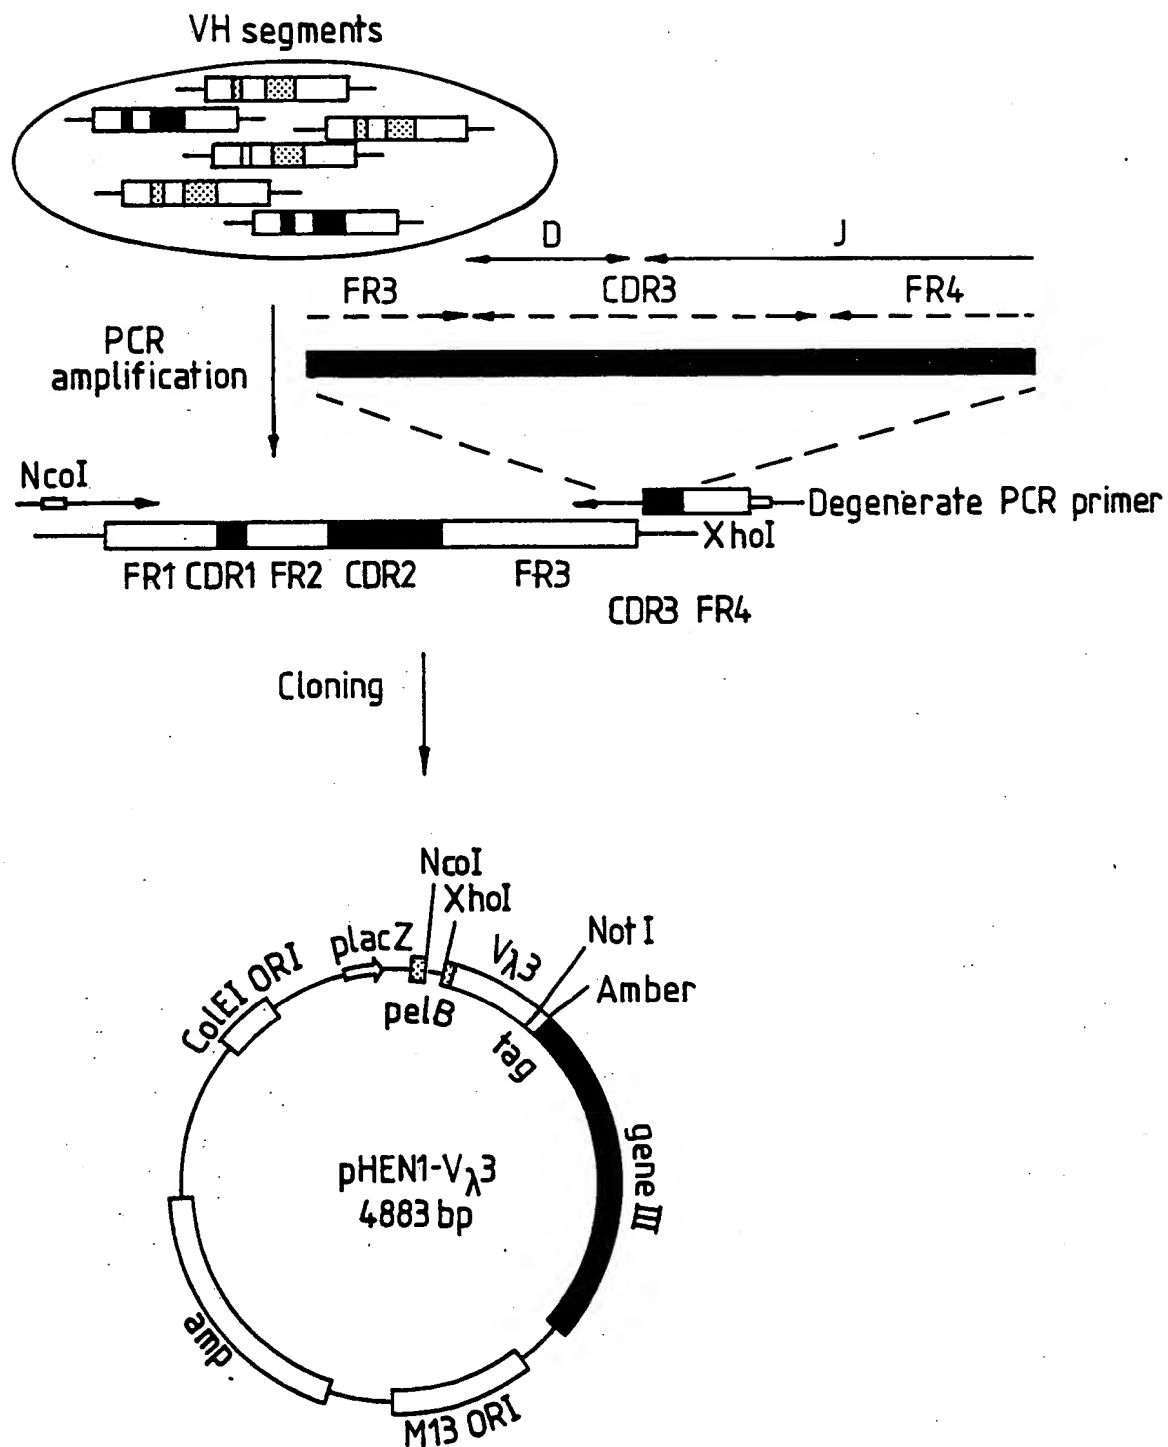 VH segments
D J
FR3 CDR3 FR4
PCR
amplification
NcoI
Degenerate PCR primer
XhoI
FR1 CDR1 FR2 CDR2 FR3
CDR3 FR4
Cloning
NcoI
XhoI
placZ
Vλ3
Not I
ColEI ORI
Amber
pelB
tag
gene III
pHEN1-Vλ3
4883 bp
amp
M13 ORI